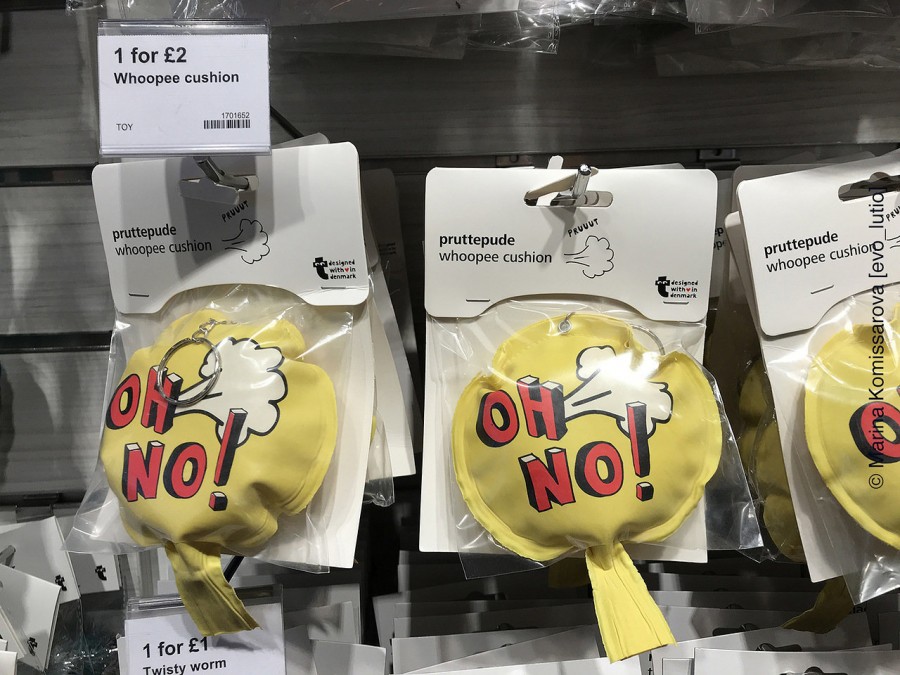 1 for £2
Whoopee cushion
TOY
1701652
pruttepude
whoopee cushion
PRUUUT
designed
with in
denmark
OH
NO!
pruttepude
whoopee cushion
PRUUUT
designed
with in
denmark
OH
NO!
pruttepude
whoopee cushion
© Marina Komissarova [evo_lutio]
1 for £1
Twisty worm